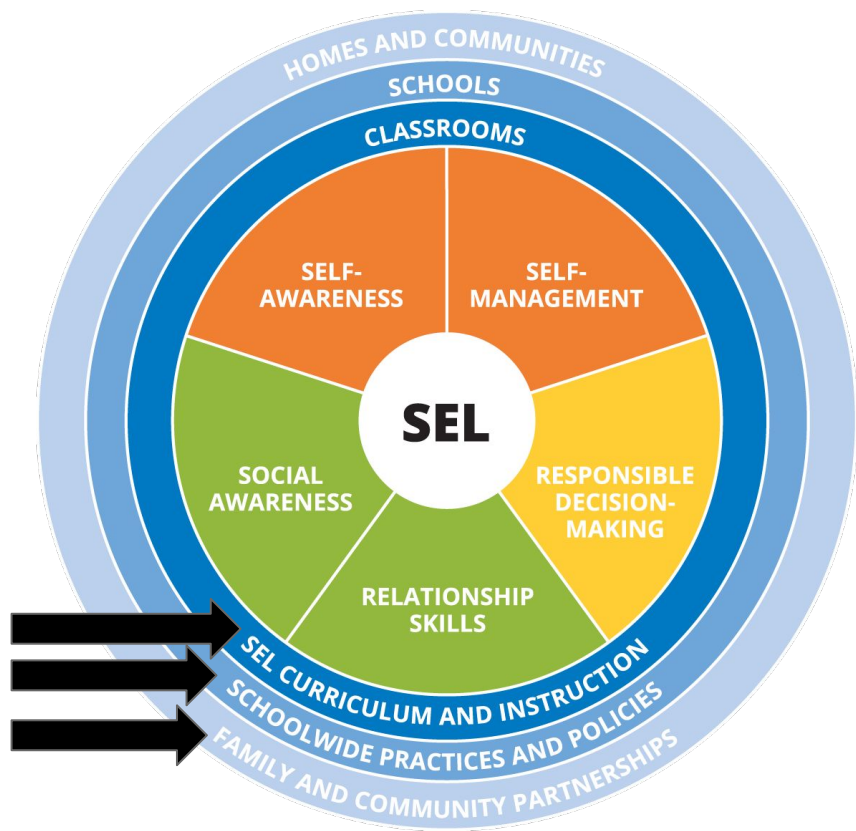 HOMES AND COMMUNITIES
SCHOOLS
CLASSROOMS
SELF-
AWARENESS
SELF-
MANAGEMENT
SEL
SOCIAL
AWARENESS
RESPONSIBLE
DECISION-
MAKING
RELATIONSHIP
SKILLS
SEL CURRICULUM AND INSTRUCTION
SCHOOLWIDE PRACTICES AND POLICIES
FAMILY AND COMMUNITY PARTNERSHIPS